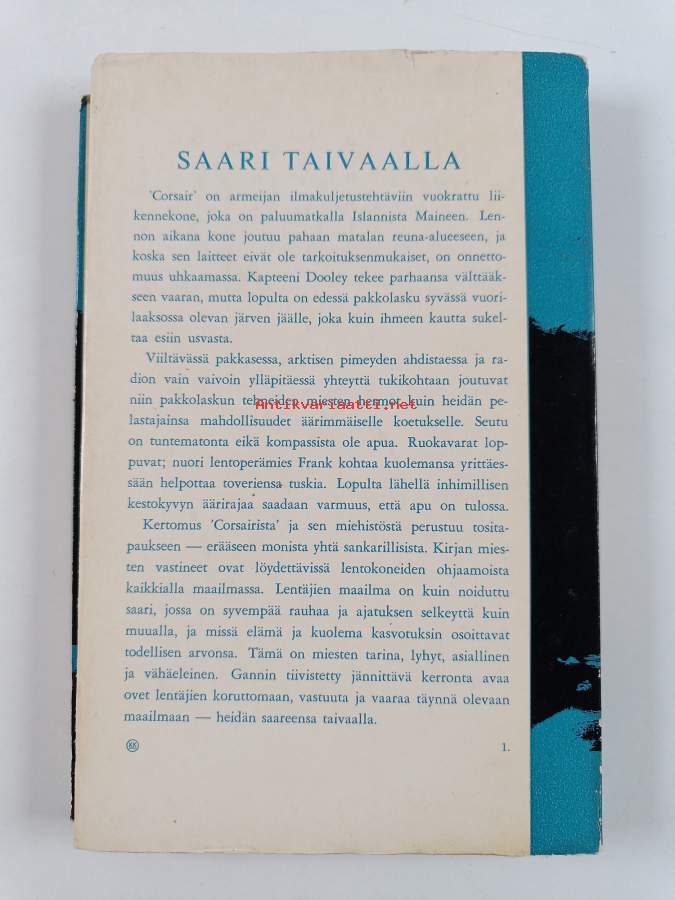 SAARI TAIVAALLA
'Corsair' on armeijan ilmakuljetustehtäviin vuokrattu lii-
kennekone, joka on paluumatkalla Islannista Maineen. Len-
non aikana kone joutuu pahaan matalan reuna-alueeseen, ja
koska sen laitteet eivät ole tarkoituksenmukaiset, on onnetto-
muus uhkaamassa. Kapteeni Dooley tekee parhaansa välttääk-
seen vaaran, mutta lopulta on edessä pakkolasku syvässä vuori-
laaksossa olevan järven jäälle, joka kuin ihmeen kautta sukel-
taa esiin usvasta.
Viiltävässä pakkasessa, arktisen pimeyden ahdistaessa ja ra-
dion vain vaivoin ylläpitäessä yhteyttä tukikohtaan joutuvat
niin pakkolaskun tehneiden miesten hermot kuin heidän pe-
Antikvariaatti.net
lastajainsa mahdollisuudet äärimmäiselle koetukselle. Seutu
on tuntematonta eikä kompassista ole apua. Ruokavarat lop-
puvat; nuori lentoperämies Frank kohtaa kuolemansa yrittäes-
sään helpottaa toveriensa tuskia. Lopulta lähellä inhimillisen
kestokyvyn äärirajaa saadaan varmuus, että apu on tulossa.
Kertomus 'Corsairista' ja sen miehistöstä perustuu tosita-
paukseen — erääseen monista yhtä sankarillisista. Kirjan mies-
ten vastineet ovat löydettävissä lentokoneiden ohjaamoista
kaikkialla maailmassa. Lentäjien maailma on kuin noiduttu
saari, jossa on syvempää rauhaa ja ajatuksen selkeyttä kuin
muualla, ja missä elämä ja kuolema kasvotuksin osoittavat
todellisen arvonsa. Tämä on miesten tarina, lyhyt, asiallinen
ja vähäeleinen. Gannin tiivistetty jännittävä kerronta avaa
ovet lentäjien koruttomaan, vastuuta ja vaaraa täynnä olevaan
maailmaan — heidän saareensa taivaalla.
KK
1.